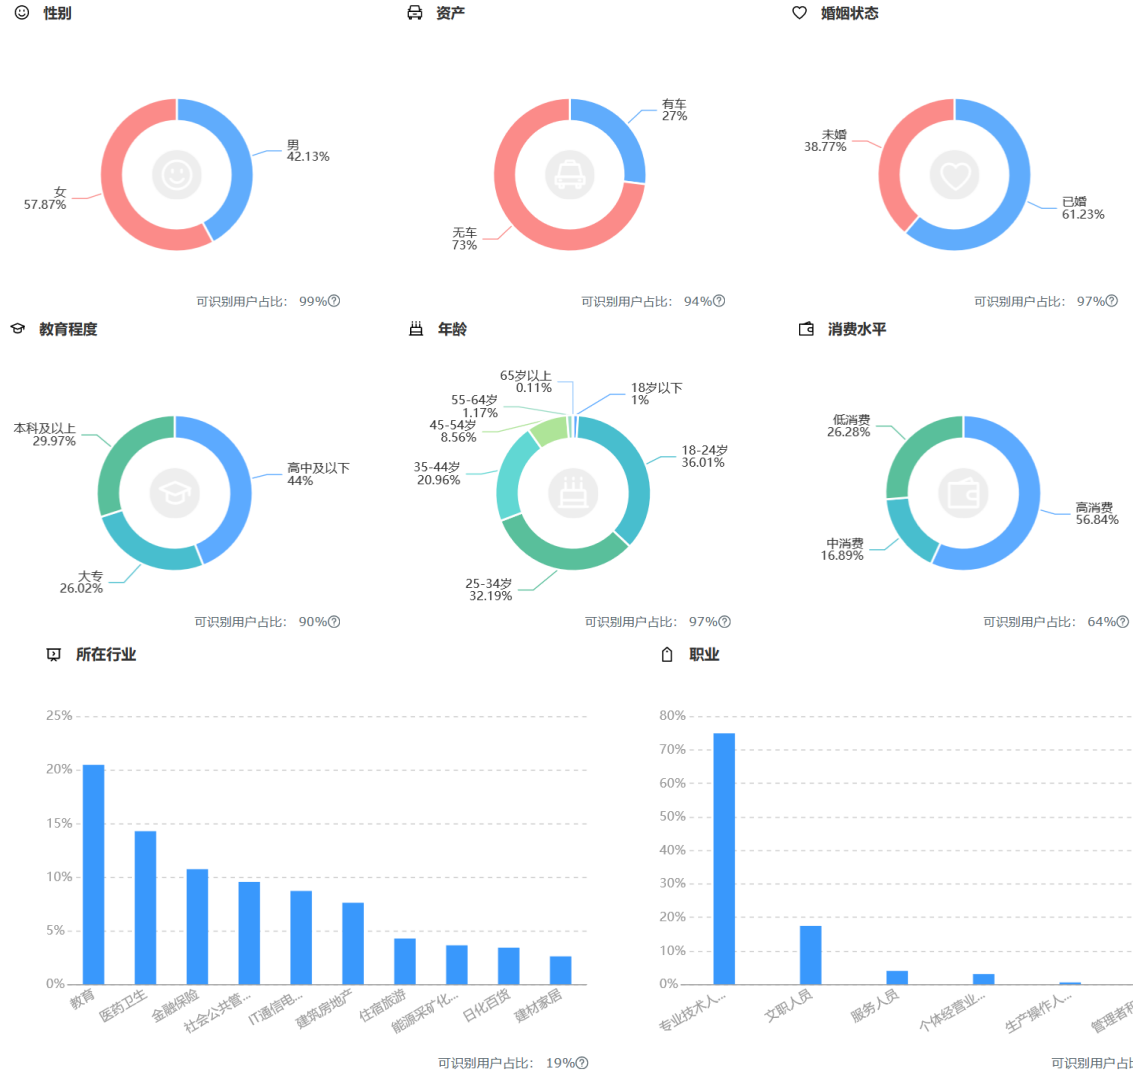 性别
资产
婚姻状态
男
42.13%
女
57.87%
有车
27%
无车
73%
未婚
38.77%
已婚
61.23%
可识别用户占比： 99%?
可识别用户占比： 94%?
可识别用户占比： 97%?
教育程度
年龄
消费水平
本科及以上
29.97%
高中及以下
44%
大专
26.02%
65岁以上
0.11%
18岁以下
1%
55-64岁
1.17%
45-54岁
8.56%
35-44岁
20.96%
18-24岁
36.01%
25-34岁
32.19%
低消费
26.28%
高消费
56.84%
中消费
16.89%
可识别用户占比： 90%?
可识别用户占比： 97%?
可识别用户占比： 64%?
所在行业
25%
20%
15%
10%
5%
0%
教育
医药卫生
金融保险
社会公共管...
IT通信电...
建筑房地产
住宿旅游
能源采矿化...
日化百货
建材家居
可识别用户占比： 19%?
职业
80%
70%
60%
50%
40%
30%
20%
10%
0%
专业技术人...
文职人员
服务人员
个体经营业...
生产操作人...
管理者和
可识别用户占比